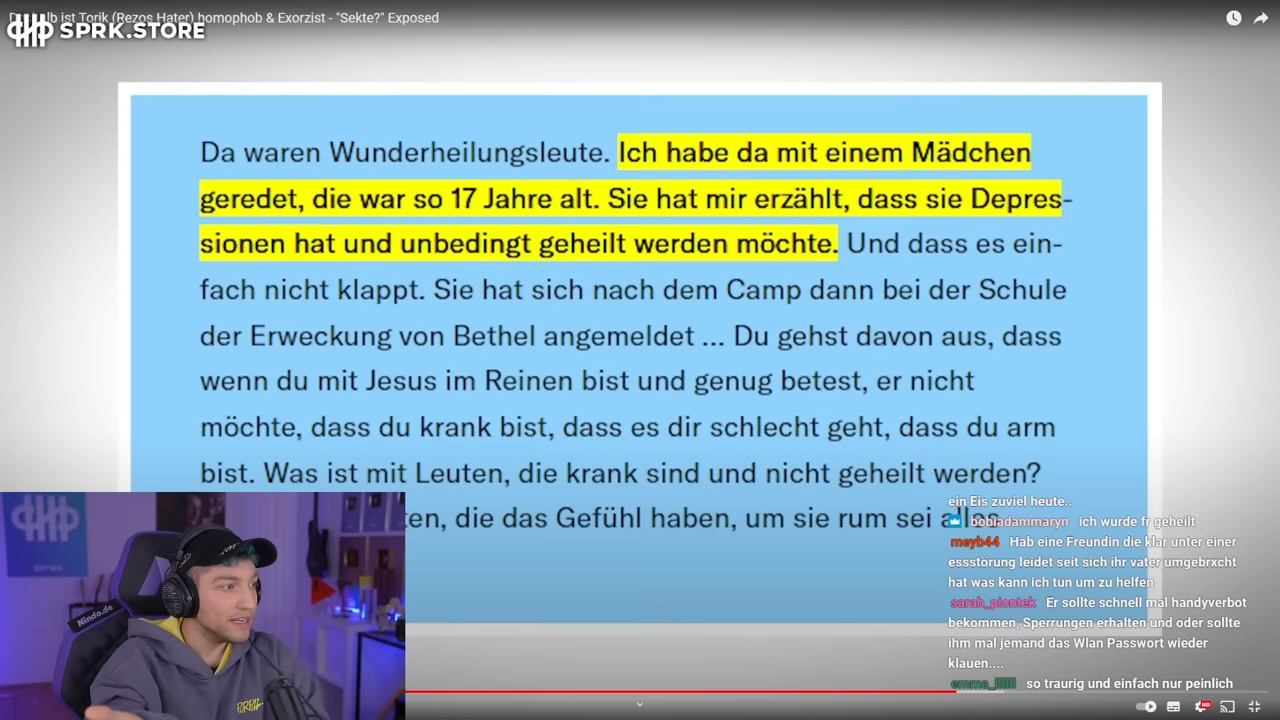 Torik (Rezos Hater) homophob & Exorzist - "Sekte?" Exposed
SPRK.STORE
Da waren Wunderheilungsleute. Ich habe da mit einem Mädchen
geredet, die war so 17 Jahre alt. Sie hat mir erzählt, dass sie Depres-
sionen hat und unbedingt geheilt werden möchte. Und dass es ein-
fach nicht klappt. Sie hat sich nach dem Camp dann bei der Schule
der Erweckung von Bethel angemeldet ... Du gehst davon aus, dass
wenn du mit Jesus im Reinen bist und genug betest, er nicht
möchte, dass du krank bist, dass es dir schlecht geht, dass du arm
bist. Was ist mit Leuten, die krank sind und nicht geheilt werden?
die das Gefühl haben, um sie rum sei alles
ein Eis zuviel heute..
bobiadammaryn ich wurde fr geheilt
meyb44 Hab eine Freundin die klar unter einer
essstörung leidet seit sich ihr vater umgebrxcht
hat was kann ich tun um zu helfen
sarah_piontek Er sollte schnell mal handyverbot
bekommen, Sperrungen erhalten und oder sollte
ihm mal jemand das Wlan Passwort wieder
klauen....
so traurig und einfach nur peinlich
Nindo.de
HD